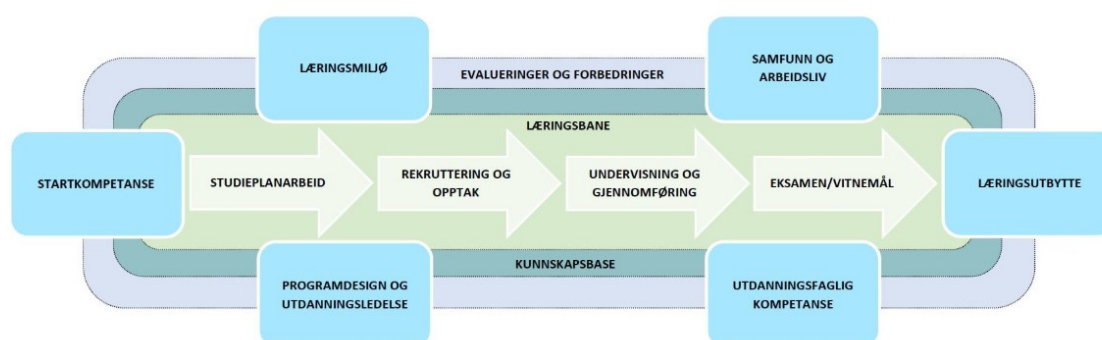 LÆRINGSMILJØ
EVALUERINGER OG FORBEDRINGER
SAMFUNN OG
ARBEIDSLIV
LÆRINGSBANE
STARTKOMPETANSE
STUDIEPLANARBEID
REKRUTTERING OG
OPPTAK
UNDERVISNING OG
GJENNOMFØRING
EKSAMEN/VITNEMÅL
LÆRINGSUTBYTTE
KUNNSKAPSBASE
PROGRAMDESIGN OG
UTDANNINGSLEDELSE
UTDANNINGSFAGLIG
KOMPETANSE